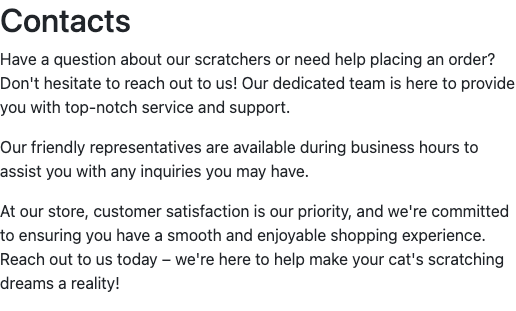 Contacts
Have a question about our scratchers or need help placing an order?
Don't hesitate to reach out to us! Our dedicated team is here to provide
you with top-notch service and support.
Our friendly representatives are available during business hours to
assist you with any inquiries you may have.
At our store, customer satisfaction is our priority, and we're committed
to ensuring you have a smooth and enjoyable shopping experience.
Reach out to us today – we're here to help make your cat's scratching
dreams a reality!